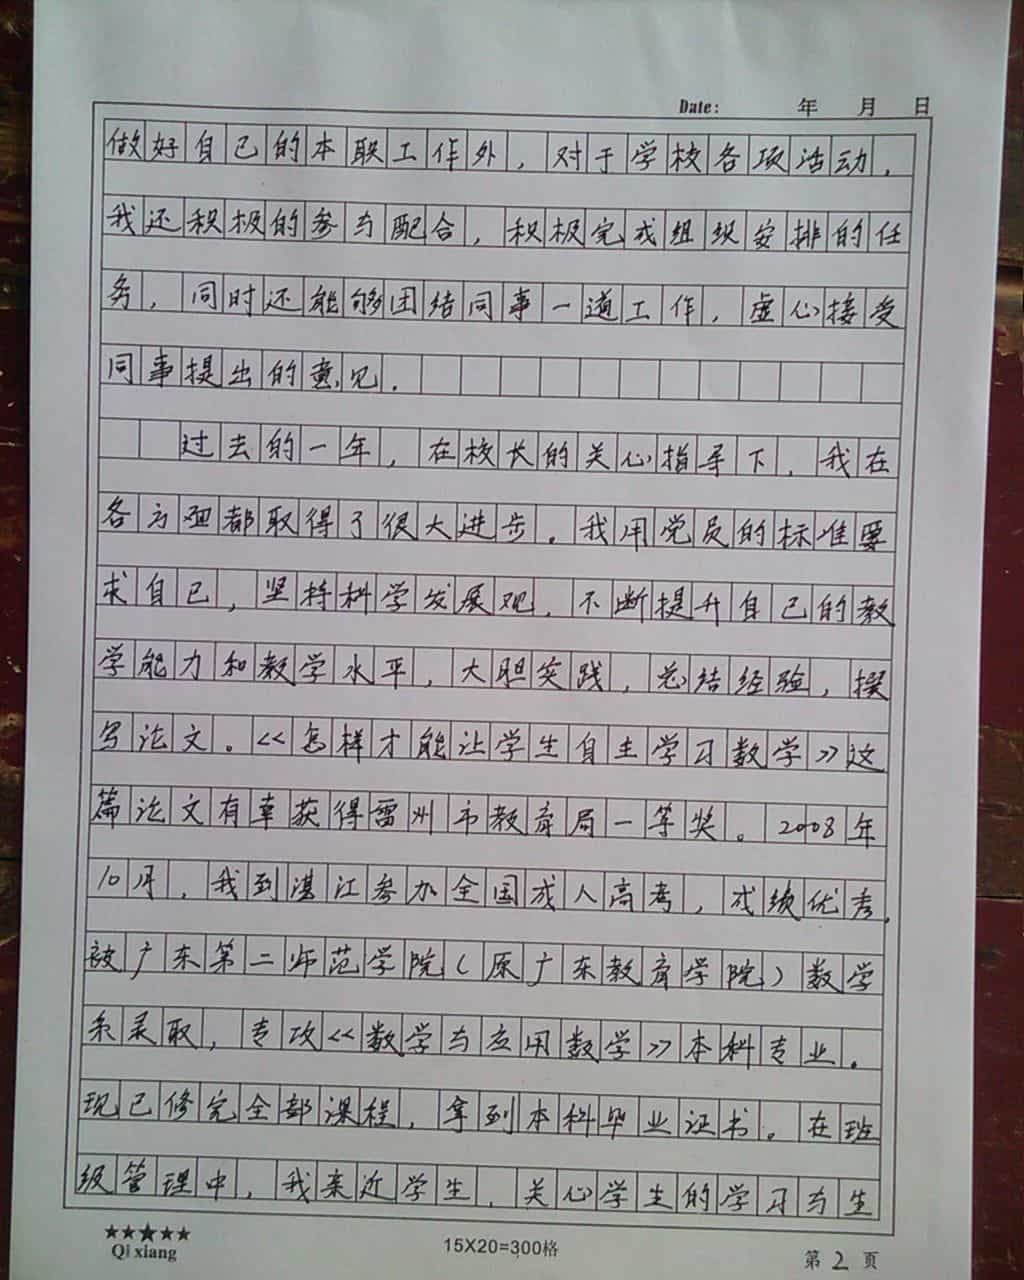 Date: 年 月 日
做好自己的本职工作外，对于学校各项活动，
我还积极的参与配合，积极完成组级安排的任
务，同时还能够团结同事一道工作，虚心接受
同事提出的意见.
过去的一年，在校长的关心指导下，我在
各方面都取得了很大进步。我用党员的标准要
求自己，坚持科学发展观，不断提升自己的教
学能力和教学水平，大胆实践，总结经验，撰
写论文。<<怎样才能让学生自主学习数学>>这
篇论文有幸获得雷州市教育局一等奖。2008年
10月，我到湛江参加全国成人高考，成绩优秀，
被广东第二师范学院(原广东教育学院)数学
系录取，专攻<<数学与应用数学>>本科专业。
现已修完全部课程，拿到本科毕业证书。在班
级管理中，我亲近学生，关心学生的学习与生
★★★★★
Qi xiang
15X20=300格
第 2 页